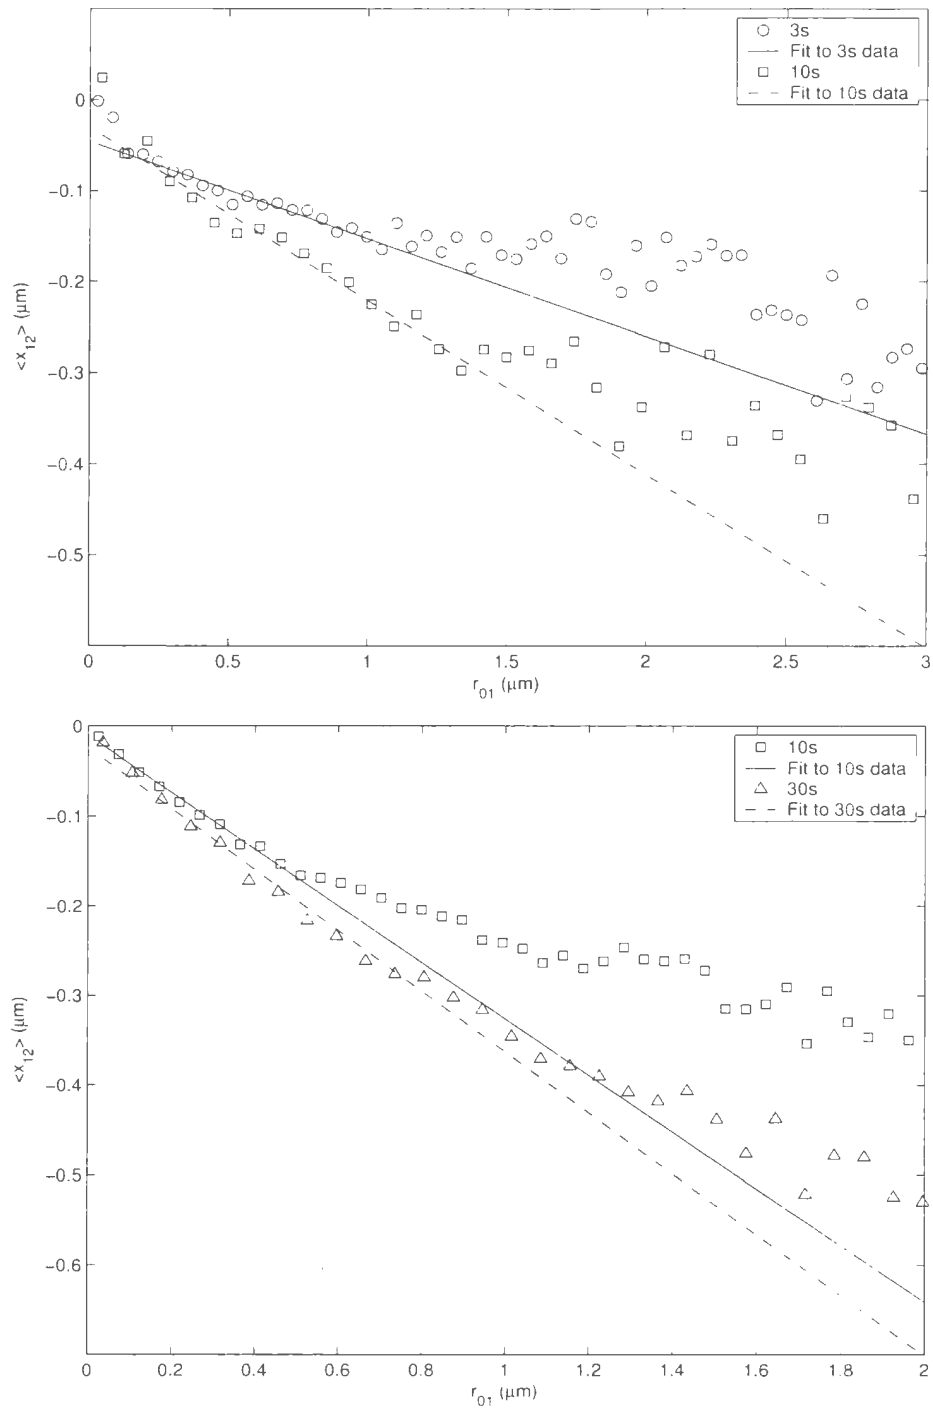 3s
Fit to 3s data
10s
Fit to 10s data
0
−0.1
−0.2
−0.3
−0.4
−0.5
<x12> (μm)
0
0.5
1
1.5
2
2.5
3
r01 (μm)
10s
Fit to 10s data
30s
Fit to 30s data
0
−0.1
−0.2
−0.3
−0.4
−0.5
−0.6
<x12> (μm)
0
0.2
0.4
0.6
0.8
1
1.2
1.4
1.6
1.8
2
r01 (μm)